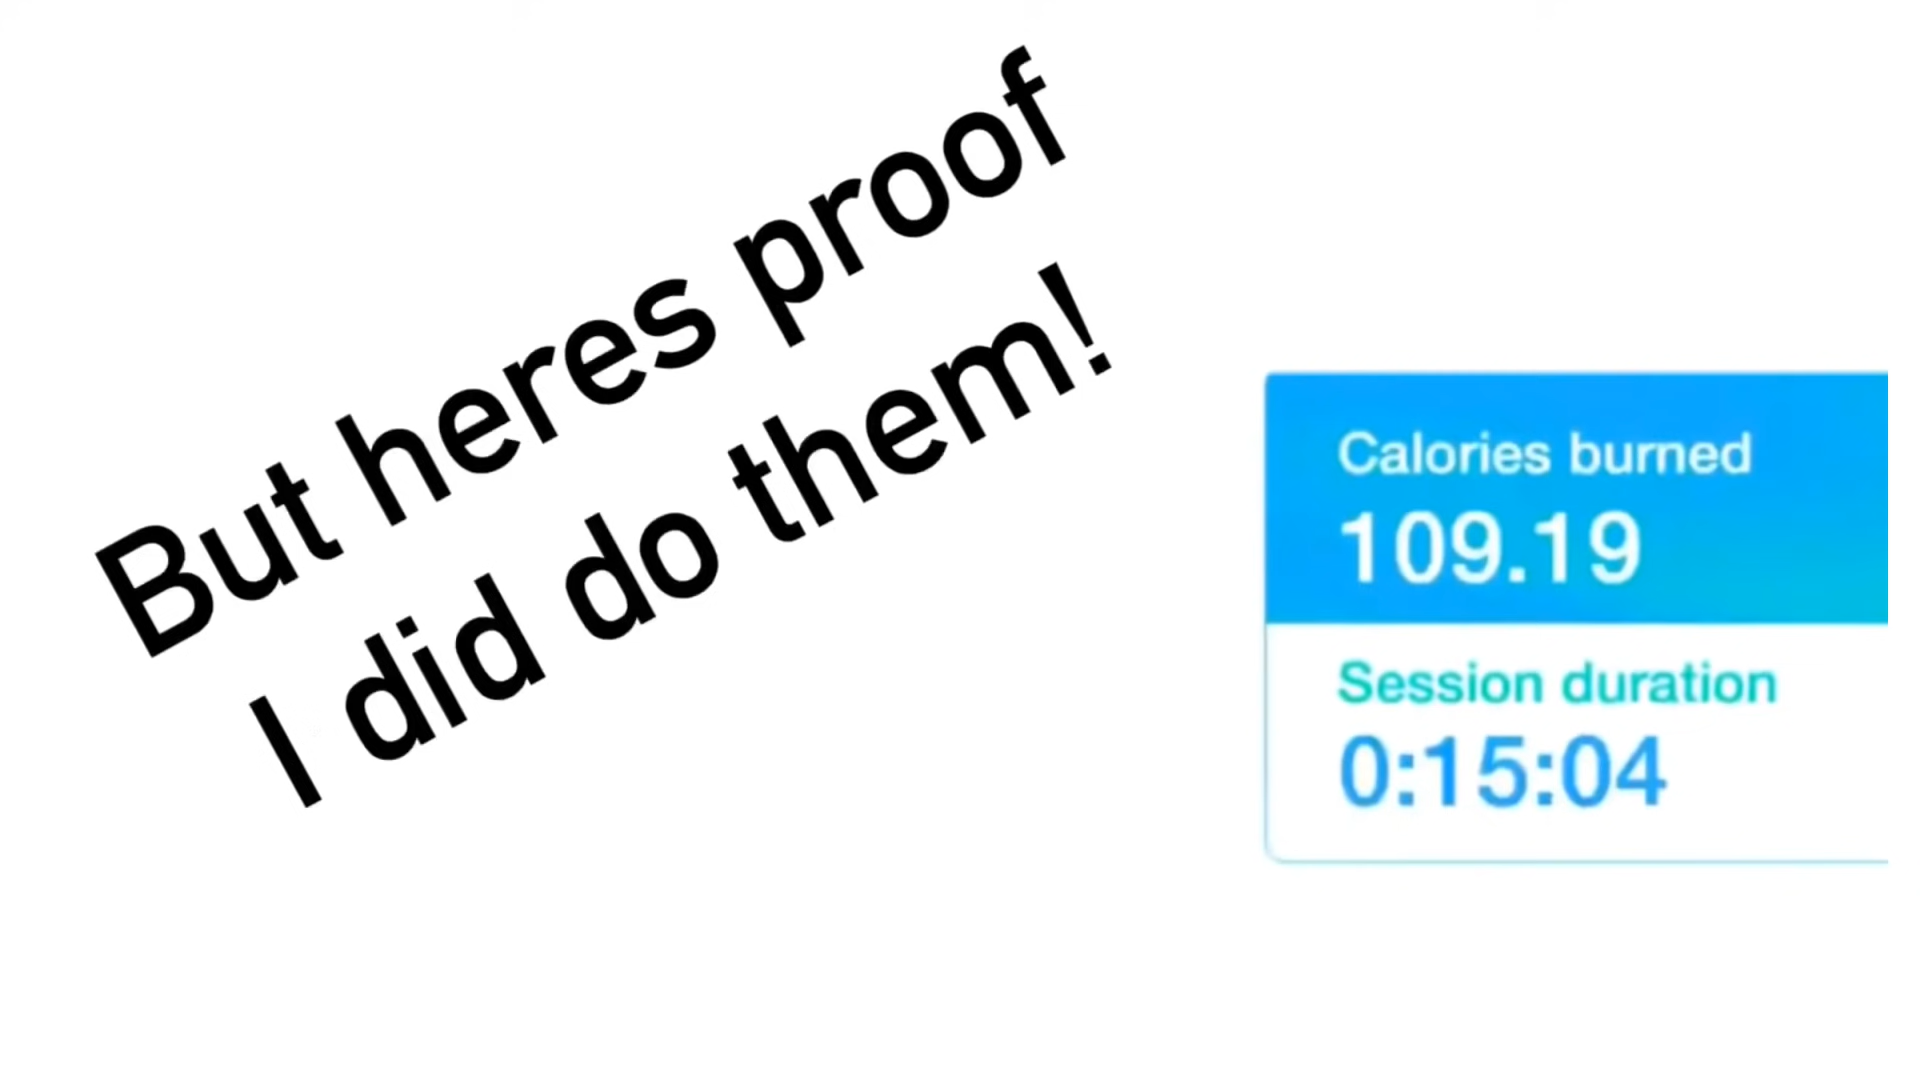 But heres proof
I did do them!
Calories burned
109.19
Session duration
0:15:04